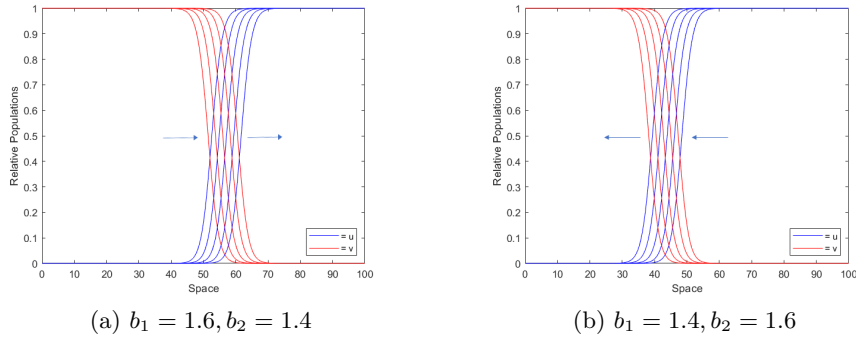 1
0.9
0.8
0.7
0.6
0.5
0.4
0.3
0.2
0.1
0
Relative Populations
0 10 20 30 40 50 60 70 80 90 100
Space
= u
= v
(a) b₁ = 1.6, b₂ = 1.4
1
0.9
0.8
0.7
0.6
0.5
0.4
0.3
0.2
0.1
0
Relative Populations
0 10 20 30 40 50 60 70 80 90 100
Space
= u
= v
(b) b₁ = 1.4, b₂ = 1.6